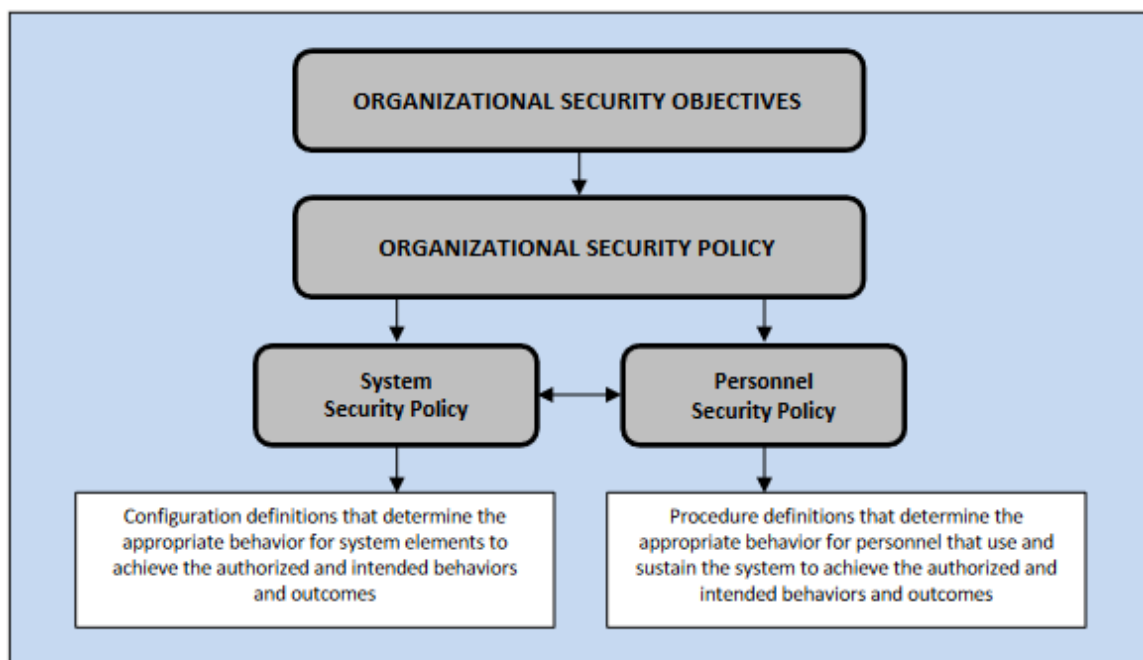 ORGANIZATIONAL SECURITY OBJECTIVES
ORGANIZATIONAL SECURITY POLICY
System
Security Policy
Personnel
Security Policy
Configuration definitions that determine the
appropriate behavior for system elements to
achieve the authorized and intended behaviors
and outcomes
Procedure definitions that determine the
appropriate behavior for personnel that use and
sustain the system to achieve the authorized and
intended behaviors and outcomes